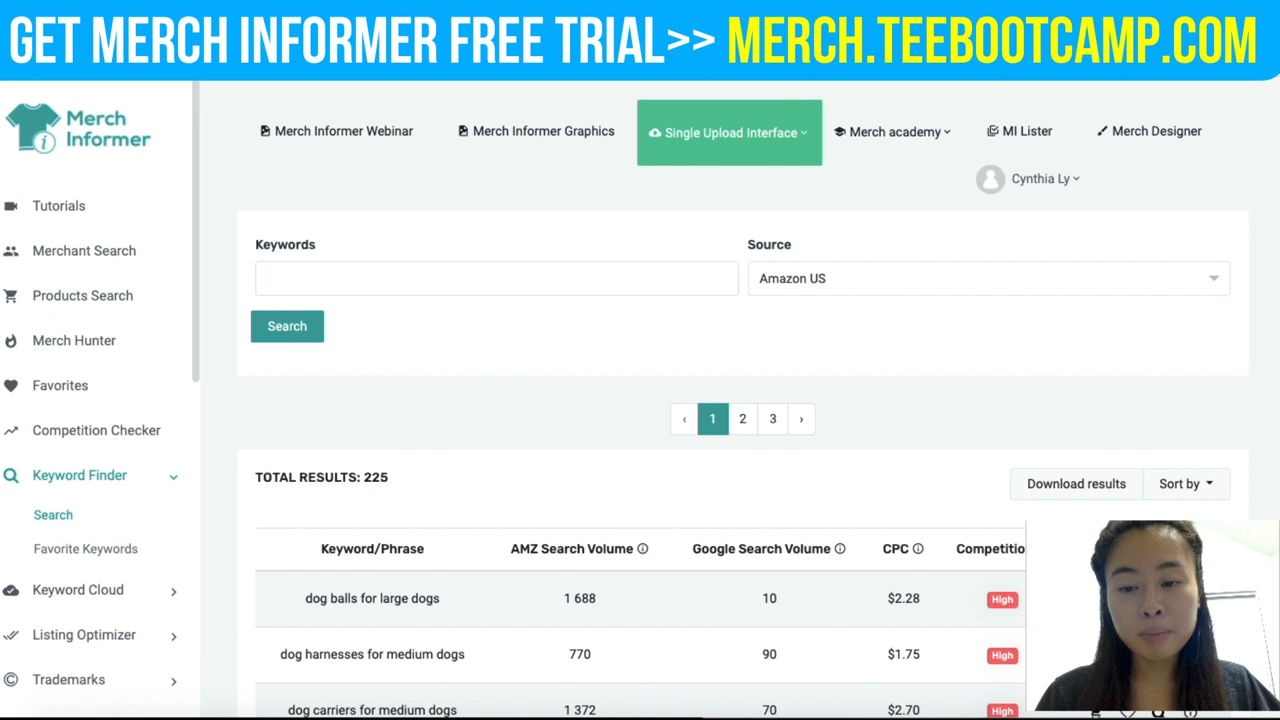 GET MERCH INFORMER FREE TRIAL>> MERCH.TEEBOOTCAMP.COM
Merch
Informer
Merch Informer Webinar
Merch Informer Graphics
Single Upload Interface
Merch academy
MI Lister
Merch Designer
Cynthia Ly
Tutorials
Merchant Search
Products Search
Merch Hunter
Favorites
Competition Checker
Keyword Finder
Search
Favorite Keywords
Keyword Cloud
Listing Optimizer
Trademarks
Keywords
Source
Amazon US
Search
‹ 1 2 3 ›
TOTAL RESULTS: 225
Download results
Sort by
Keyword/Phrase AMZ Search Volume Google Search Volume CPC Competitio
dog balls for large dogs 1 688 10 $2.28 High
dog harnesses for medium dogs 770 90 $1.75 High
dog carriers for medium dogs 1 372 70 $2.70 High